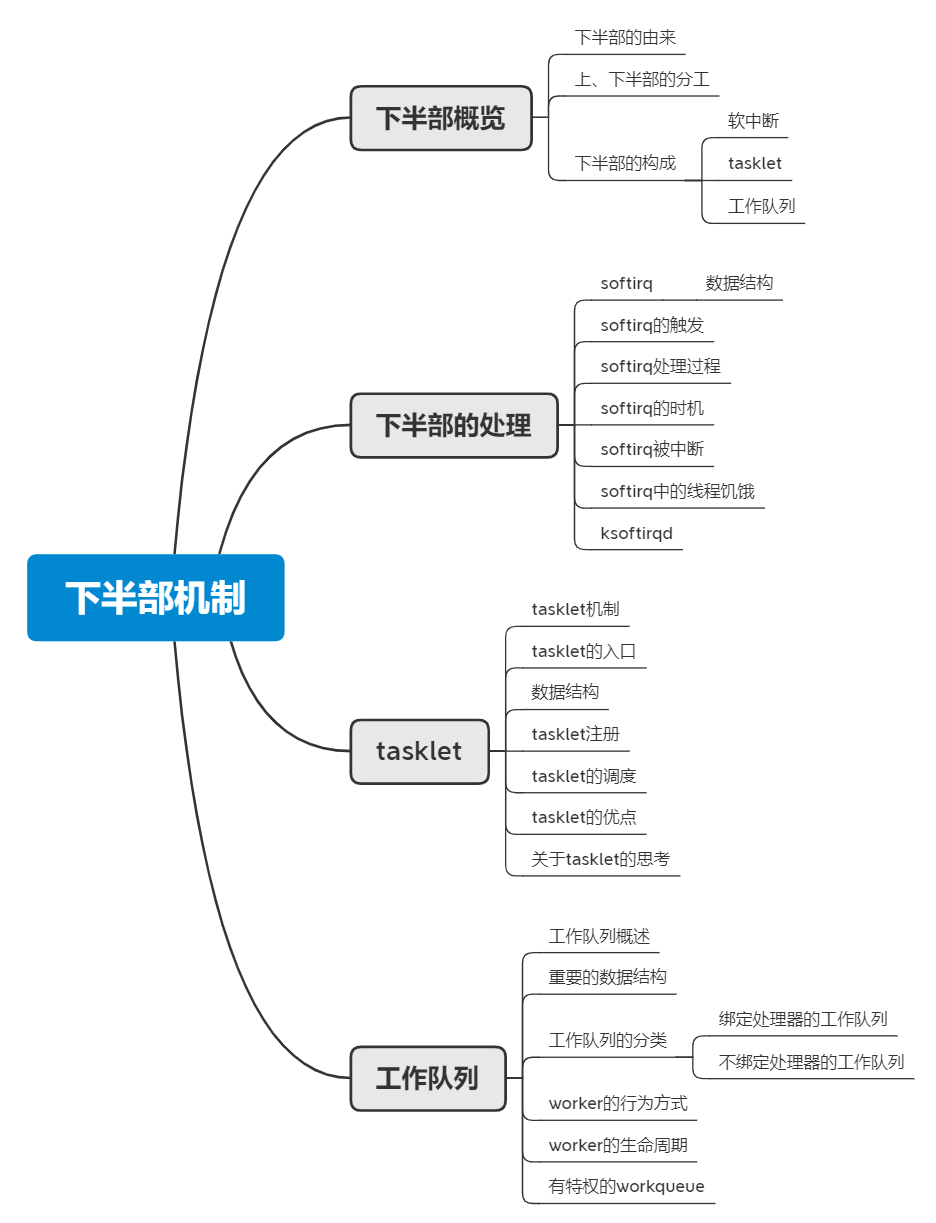 下半部机制
下半部概览
下半部的由来
上、下半部的分工
下半部的构成
软中断
tasklet
工作队列
下半部的处理
softirq
数据结构
softirq的触发
softirq处理过程
softirq的时机
softirq被中断
softirq中的线程饥饿
ksoftirqd
tasklet
tasklet机制
tasklet的入口
数据结构
tasklet注册
tasklet的调度
tasklet的优点
关于tasklet的思考
工作队列
工作队列概述
重要的数据结构
工作队列的分类
绑定处理器的工作队列
不绑定处理器的工作队列
worker的行为方式
worker的生命周期
有特权的workqueue